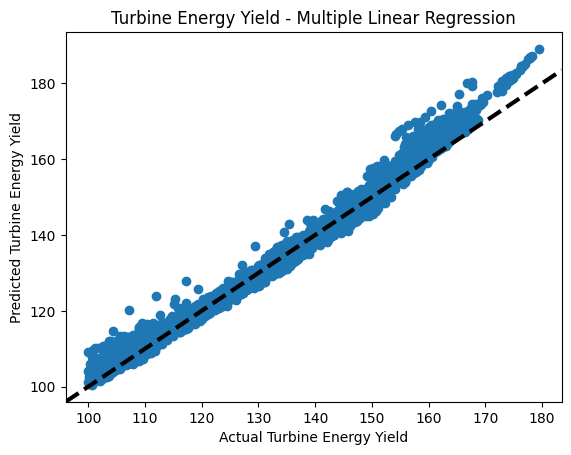 Turbine Energy Yield - Multiple Linear Regression
Predicted Turbine Energy Yield
180
160
140
120
100
100 110 120 130 140 150 160 170 180
Actual Turbine Energy Yield